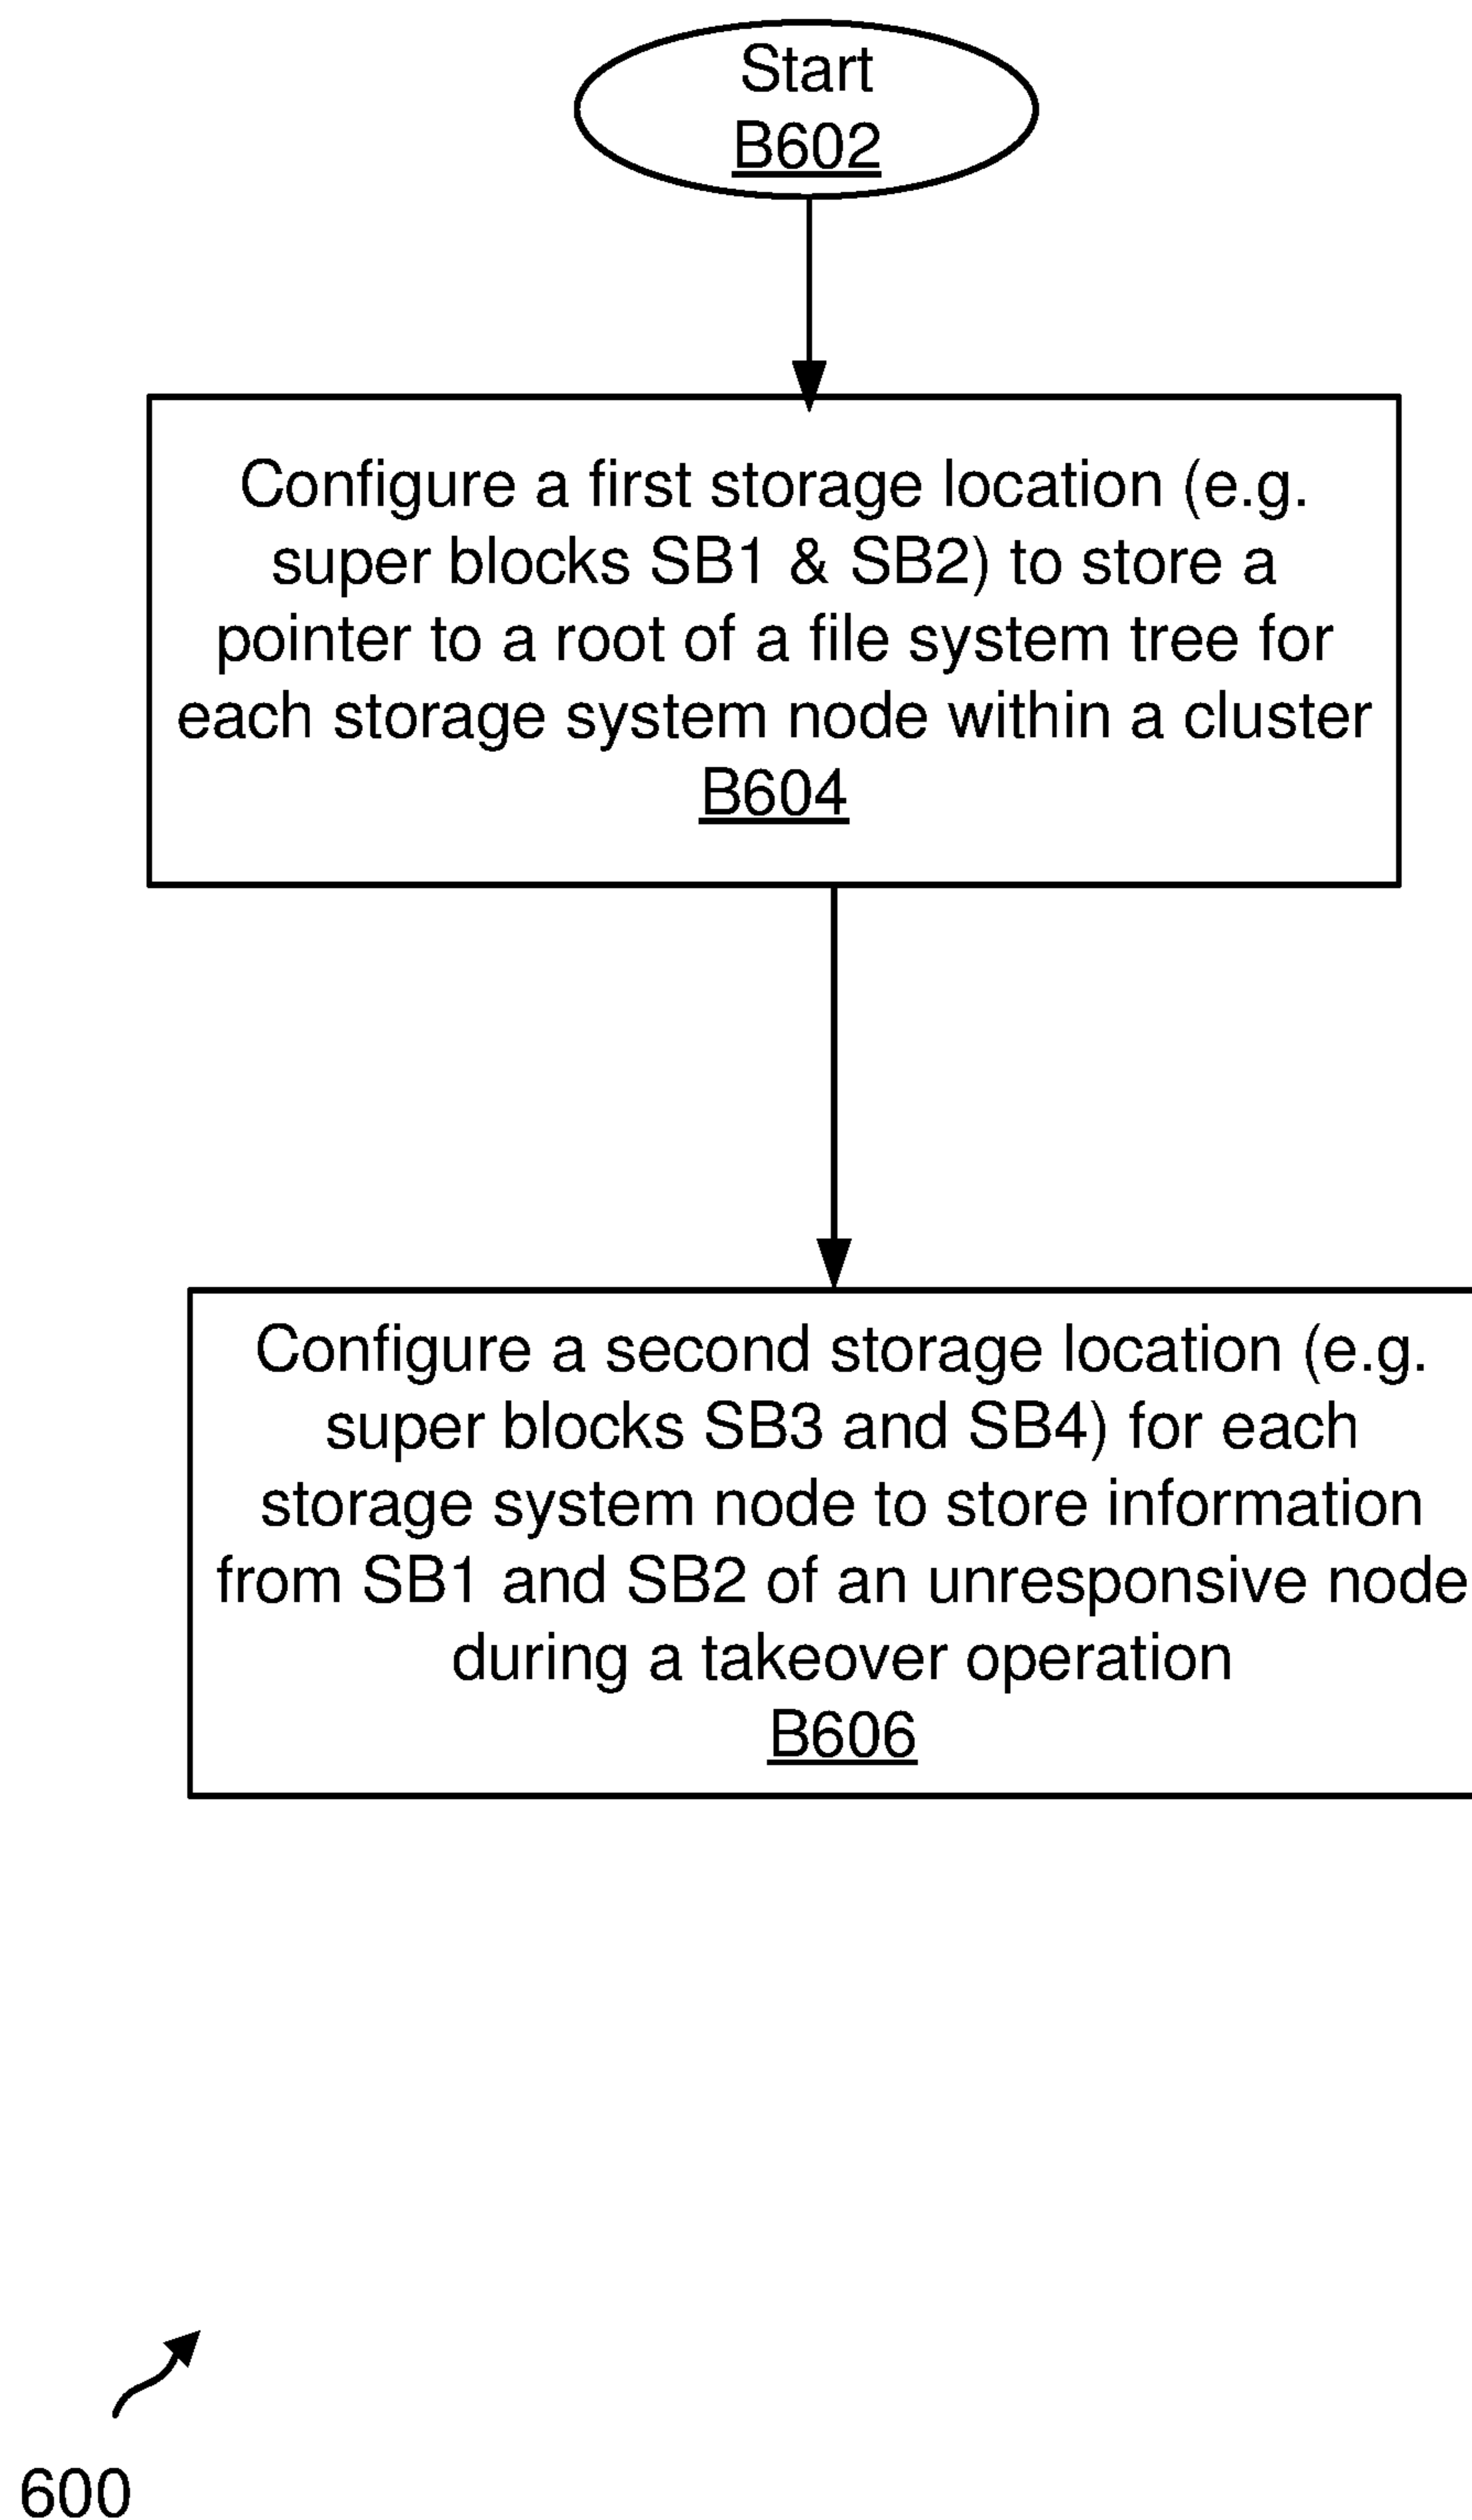 Start
B602
Configure a first storage location (e.g.
super blocks SB1 & SB2) to store a
pointer to a root of a file system tree for
each storage system node within a cluster
B604
Configure a second storage location (e.g.
super blocks SB3 and SB4) for each
storage system node to store information
from SB1 and SB2 of an unresponsive node
during a takeover operation
B606
600